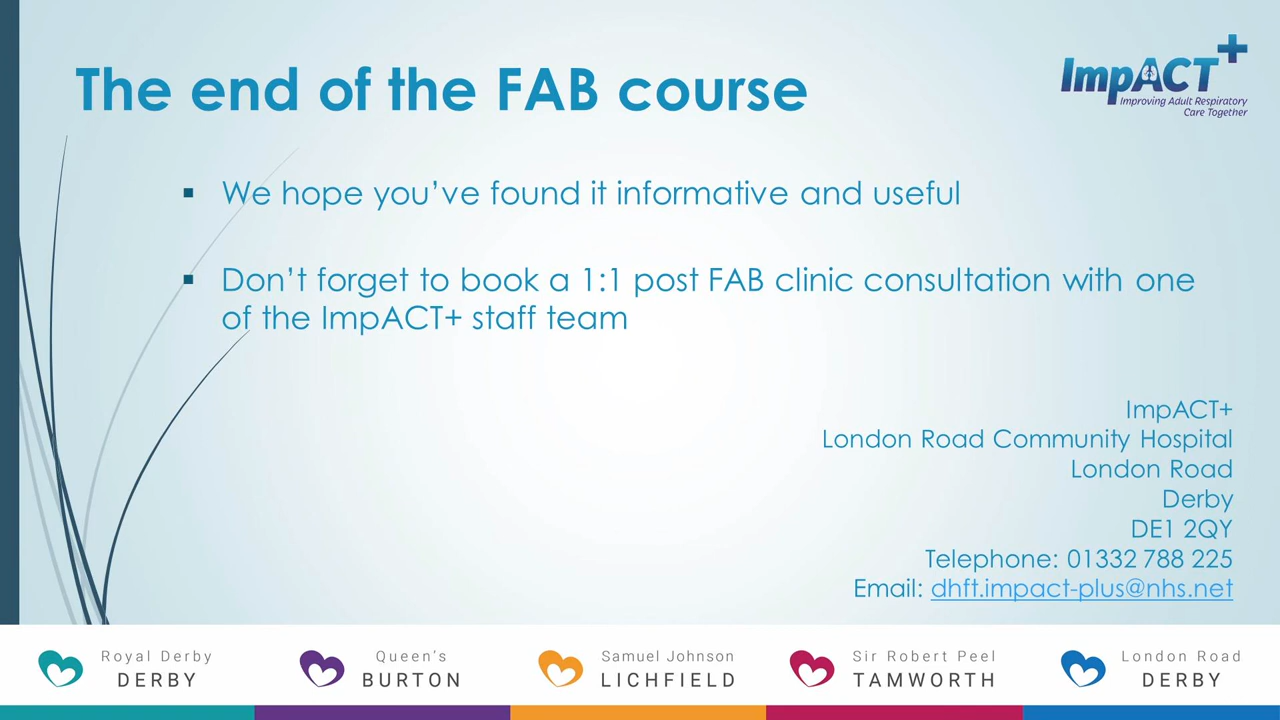 The end of the FAB course
ImpACT+
Improving Adult Respiratory
Care Together
▪ We hope you’ve found it informative and useful
▪ Don’t forget to book a 1:1 post FAB clinic consultation with one
of the ImpACT+ staff team
ImpACT+
London Road Community Hospital
London Road
Derby
DE1 2QY
Telephone: 01332 788 225
Email: dhft.impact-plus@nhs.net
Royal Derby
DERBY
Queen’s
BURTON
Samuel Johnson
LICHFIELD
Sir Robert Peel
TAMWORTH
London Road
DERBY